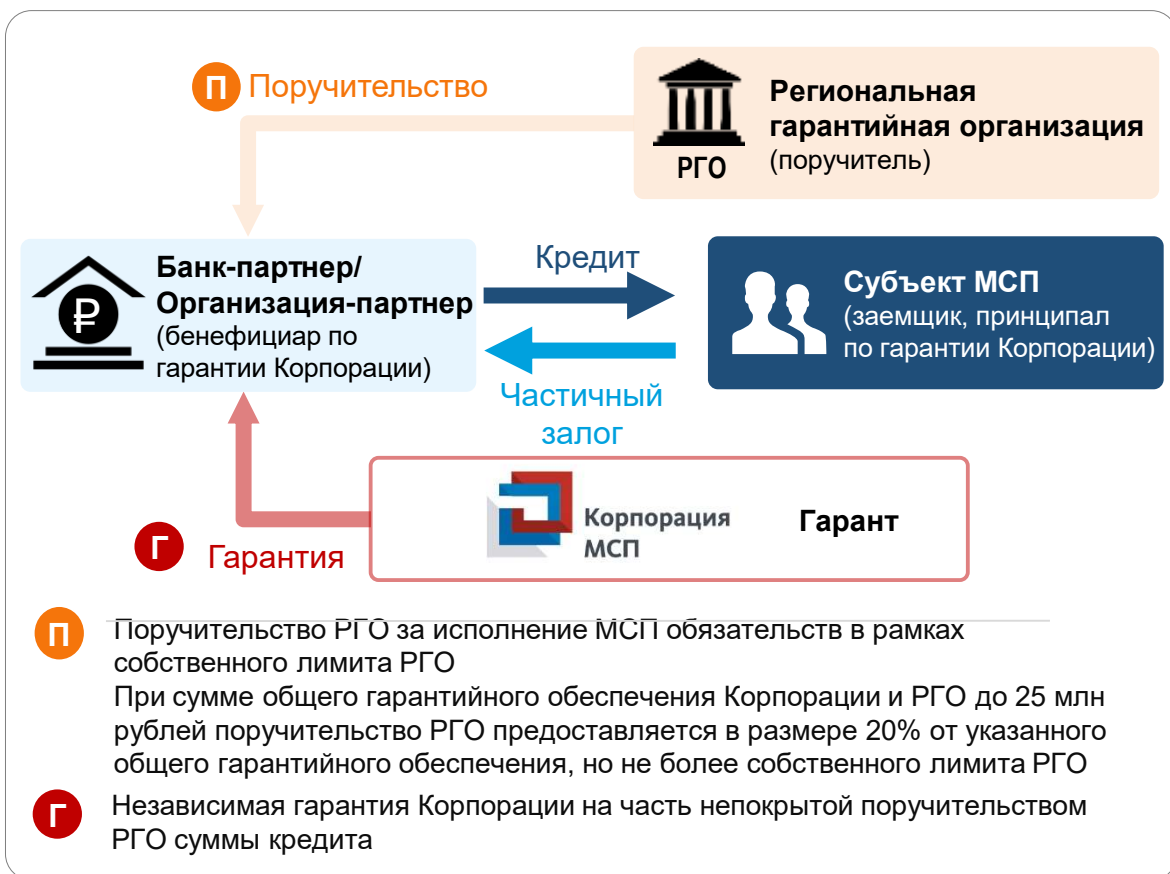 П Поручительство
РГО
Региональная
гарантийная организация
(поручитель)
₽
Банк-партнер/
Организация-партнер
(бенефициар по
гарантии Корпорации)
Кредит
Частичный
залог
Субъект МСП
(заемщик, принципал
по гарантии Корпорации)
Корпорация
МСП
Гарант
Г Гарантия
П Поручительство РГО за исполнение МСП обязательств в рамках
собственного лимита РГО
При сумме общего гарантийного обеспечения Корпорации и РГО до 25 млн
рублей поручительство РГО предоставляется в размере 20% от указанного
общего гарантийного обеспечения, но не более собственного лимита РГО
Г Независимая гарантия Корпорации на часть непокрытой поручительством
РГО суммы кредита